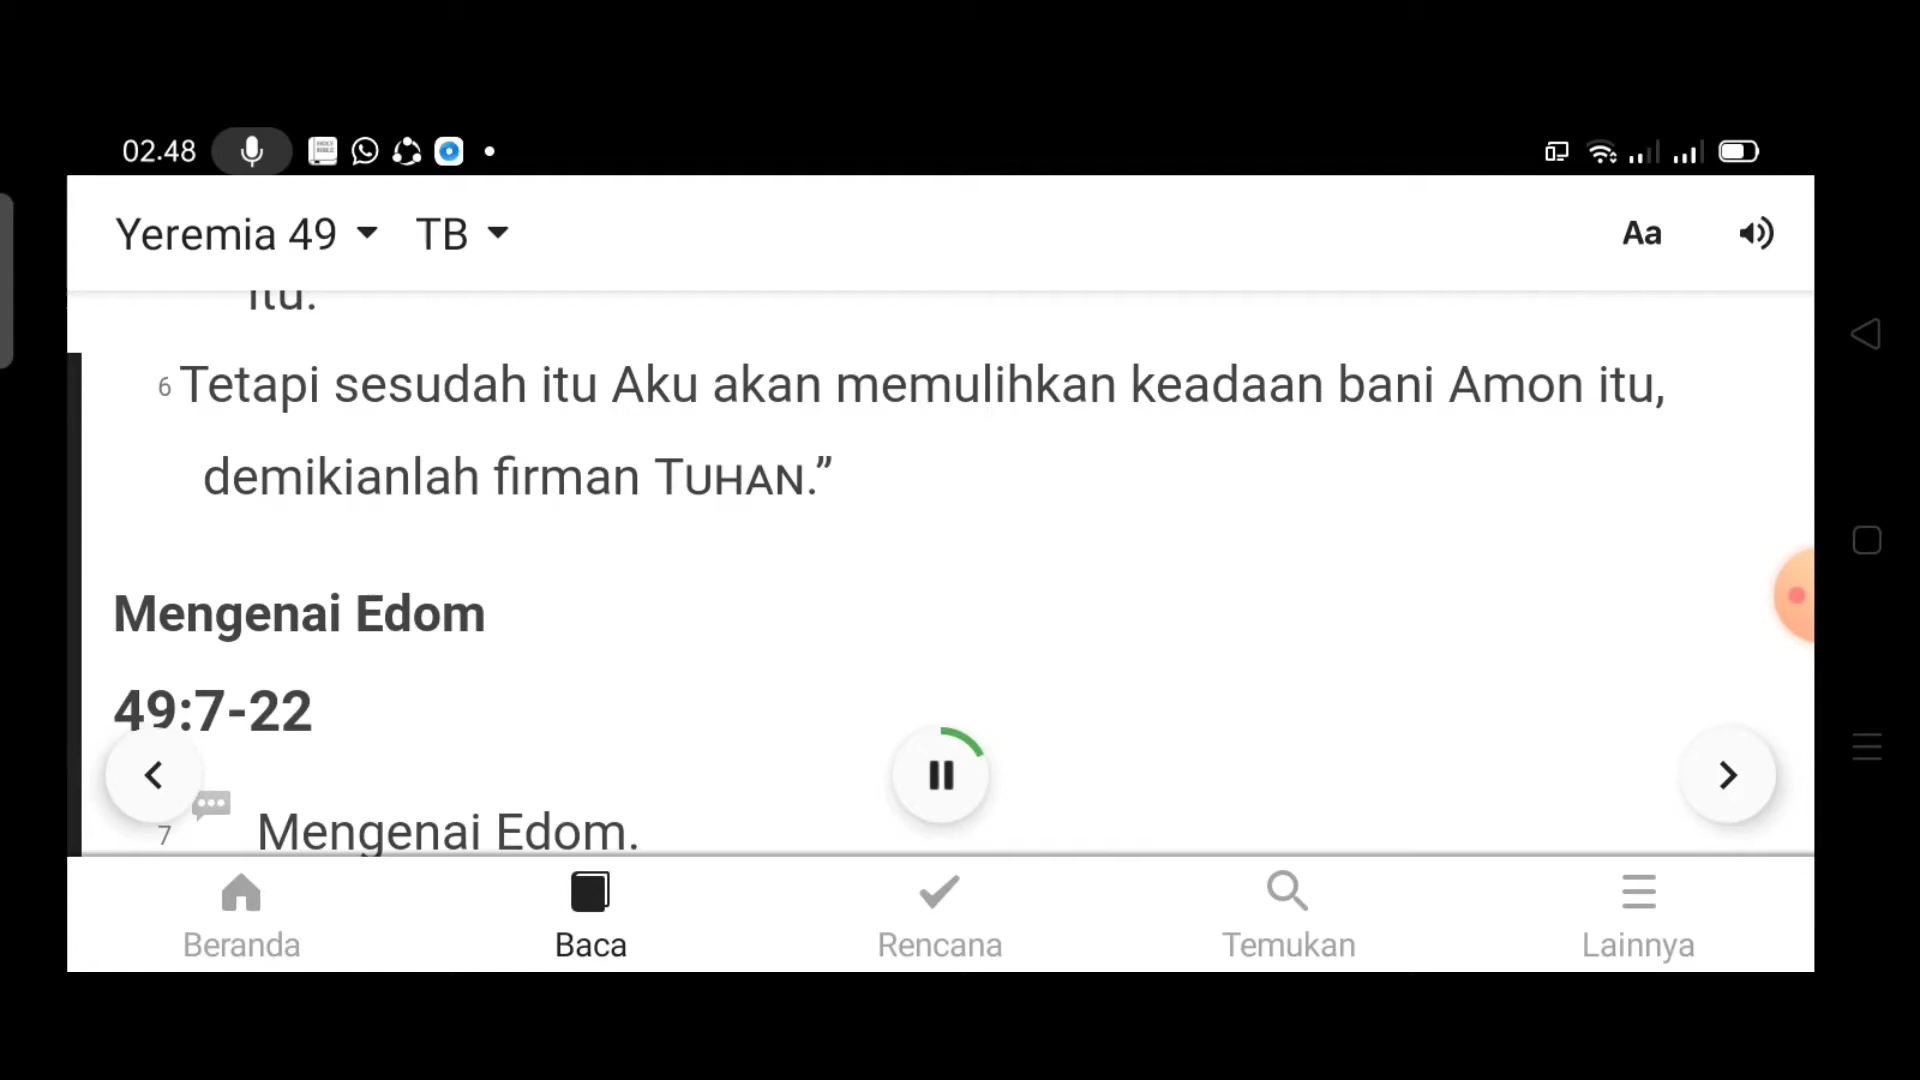 02.48
Yeremia 49 TB Aa
itu.
6 Tetapi sesudah itu Aku akan memulihkan keadaan bani Amon itu,
demikianlah firman TUHAN.”
Mengenai Edom
49:7-22
7 Mengenai Edom.
Beranda Baca Rencana Temukan Lainnya